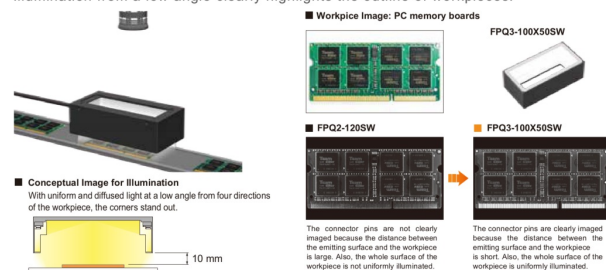 illumination from a low angle clearly highlights the outline of workpieces.
■ Workpice Image: PC memory boards
FPQ3-100X50SW
■ FPQ2-120SW
■ FPQ3-100X50SW
■ Conceptual Image for Illumination
With uniform and diffused light at a low angle from four directions
of the workpiece, the corners stand out.
10 mm
The connector pins are not clearly
imaged because the distance between
the emitting surface and the workpiece
is large. Also, the whole surface of the
workpiece is not uniformly illuminated.
The connector pins are clearly imaged
because the distance between the
emitting surface and the workpiece
is short. Also, the whole surface of the
workpiece is uniformly illuminated.